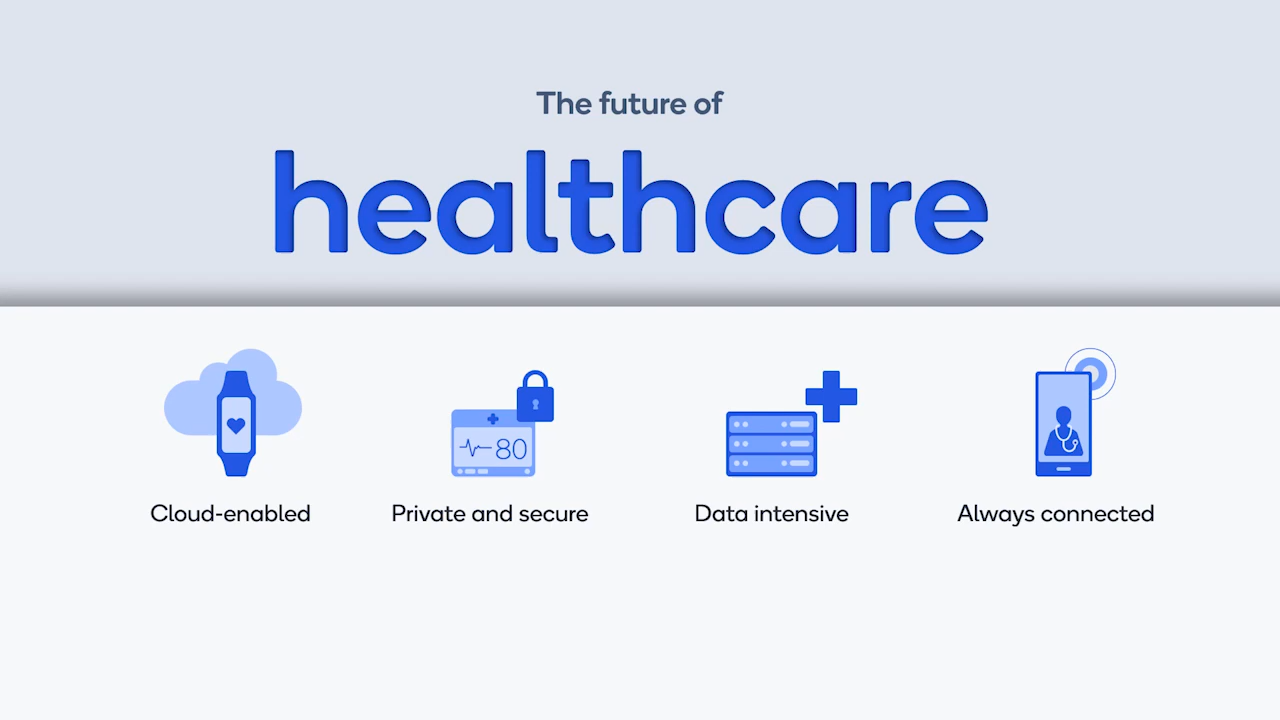 The future of
healthcare
80
Cloud-enabled
Private and secure
Data intensive
Always connected